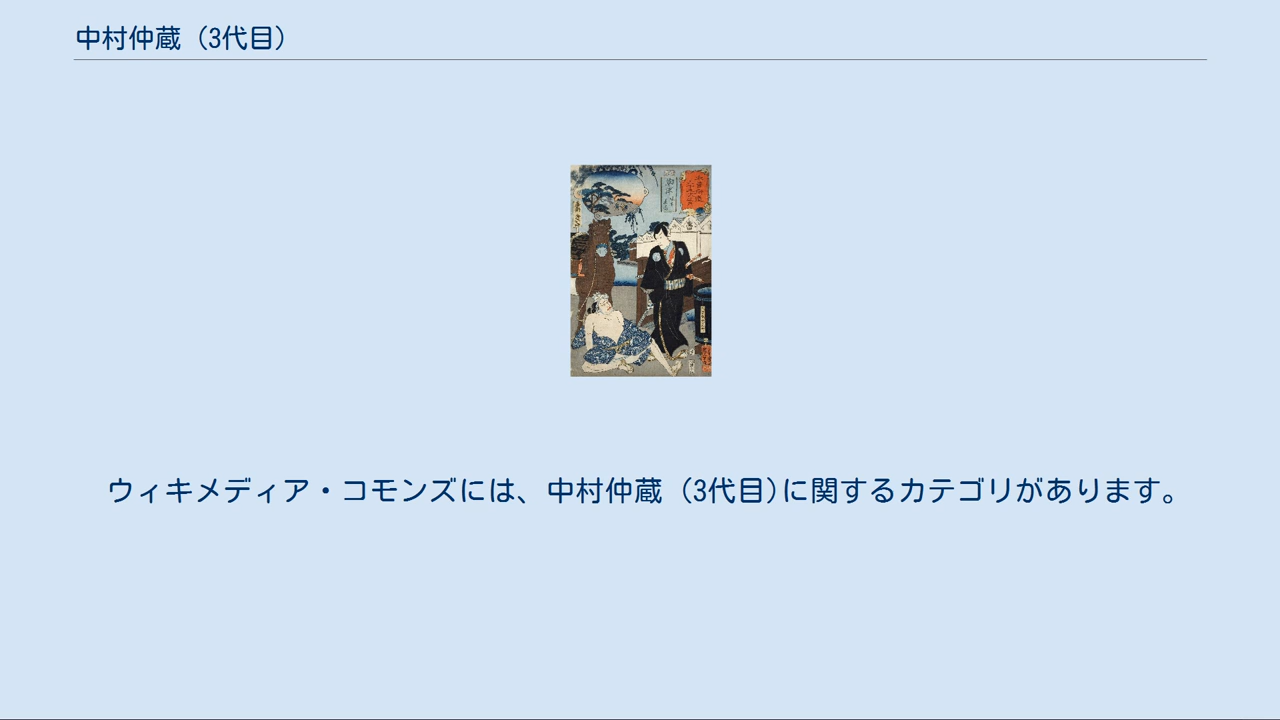 中村仲蔵 (3代目)
ウィキメディア・コモンズには、中村仲蔵 (3代目)に関するカテゴリがあります。